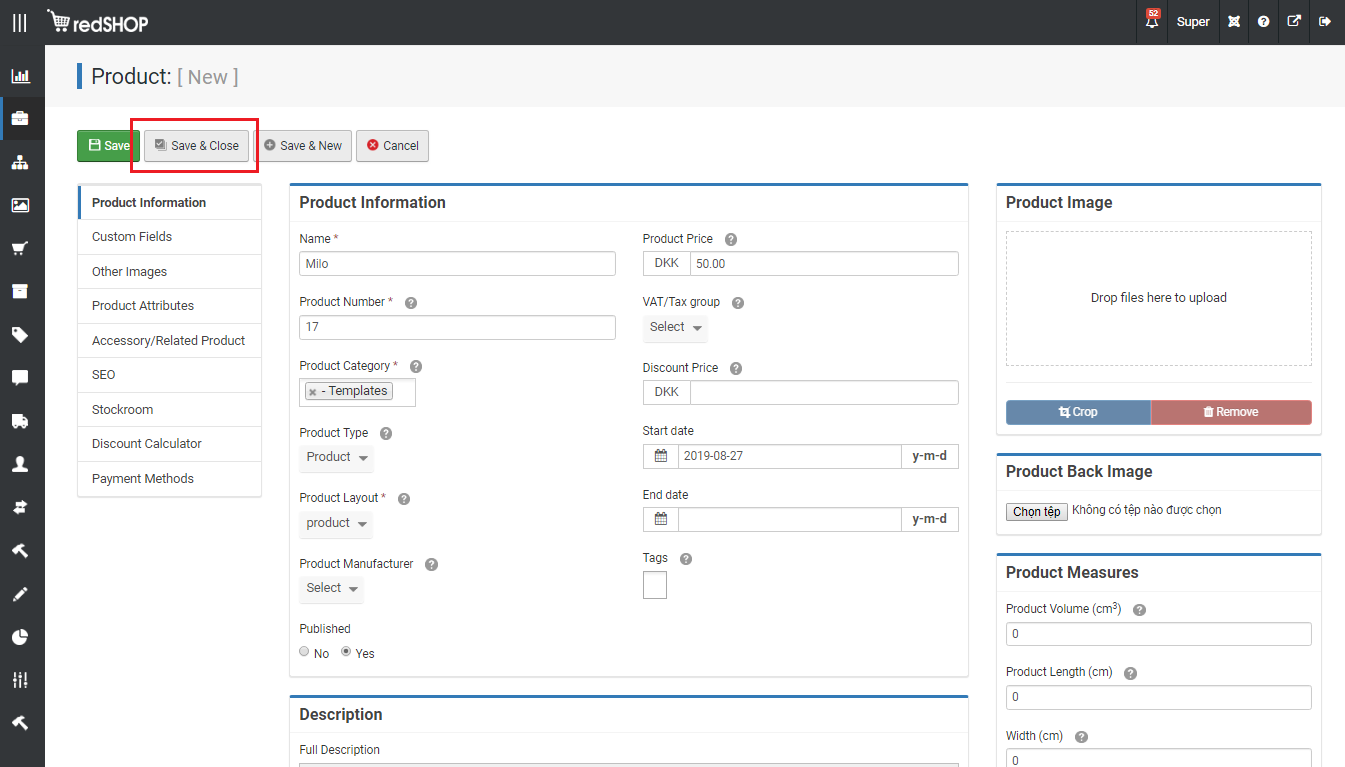 redSHOP
52
Super
Product: [ New ]
Save
Save & Close
Save & New
Cancel
Product Information
Custom Fields
Other Images
Product Attributes
Accessory/Related Product
SEO
Stockroom
Discount Calculator
Payment Methods
Product Information
Name *
Milo
Product Number *
17
Product Category *
- Templates
Product Type
Product
Product Layout *
product
Product Manufacturer
Select
Published
No
Yes
Product Price
DKK 50.00
VAT/Tax group
Select
Discount Price
DKK
Start date
2019-08-27 y-m-d
End date
y-m-d
Tags
Description
Full Description
Product Image
Drop files here to upload
Crop
Remove
Product Back Image
Chọn tệp Không có tệp nào được chọn
Product Measures
Product Volume (cm³)
0
Product Length (cm)
0
Width (cm)
0